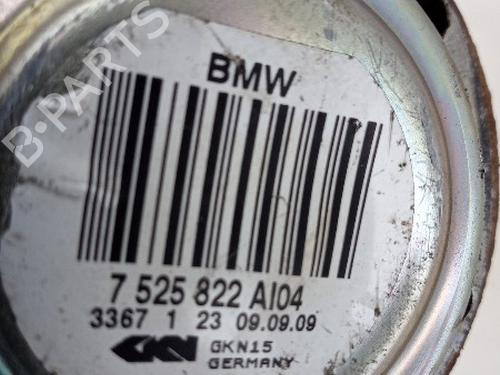 B-PARTS
BMW
7 525 822 AI04
3367 1 23 09.09.09
GKN GKN15
GERMANY